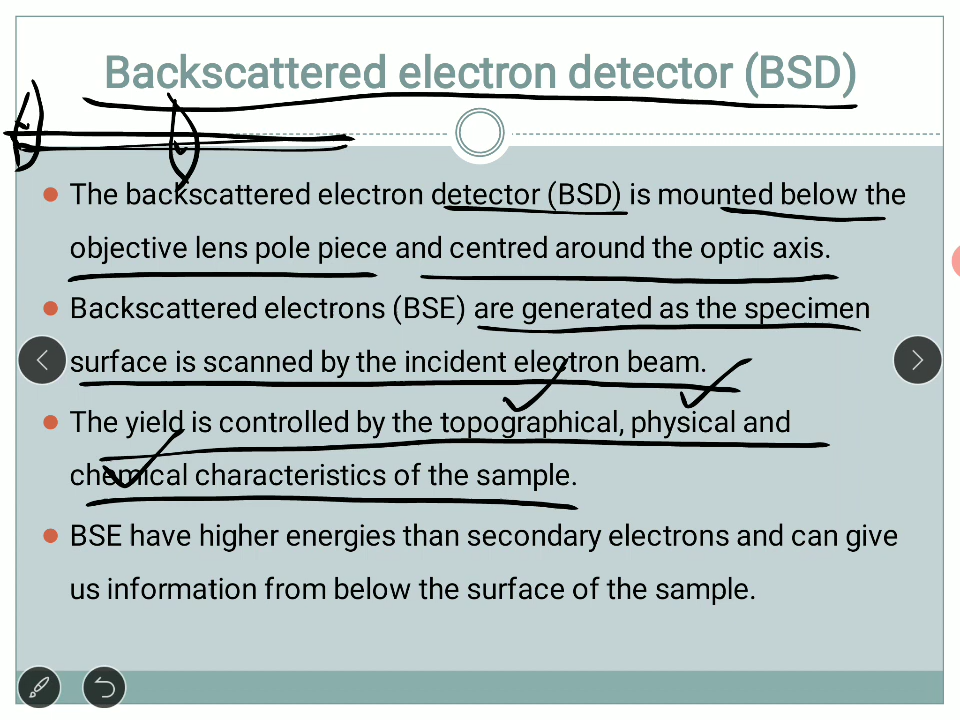 Backscattered electron detector (BSD)
The backscattered electron detector (BSD) is mounted below the
objective lens pole piece and centred around the optic axis.
Backscattered electrons (BSE) are generated as the specimen
surface is scanned by the incident electron beam.
The yield is controlled by the topographical, physical and
chemical characteristics of the sample.
BSE have higher energies than secondary electrons and can give
us information from below the surface of the sample.